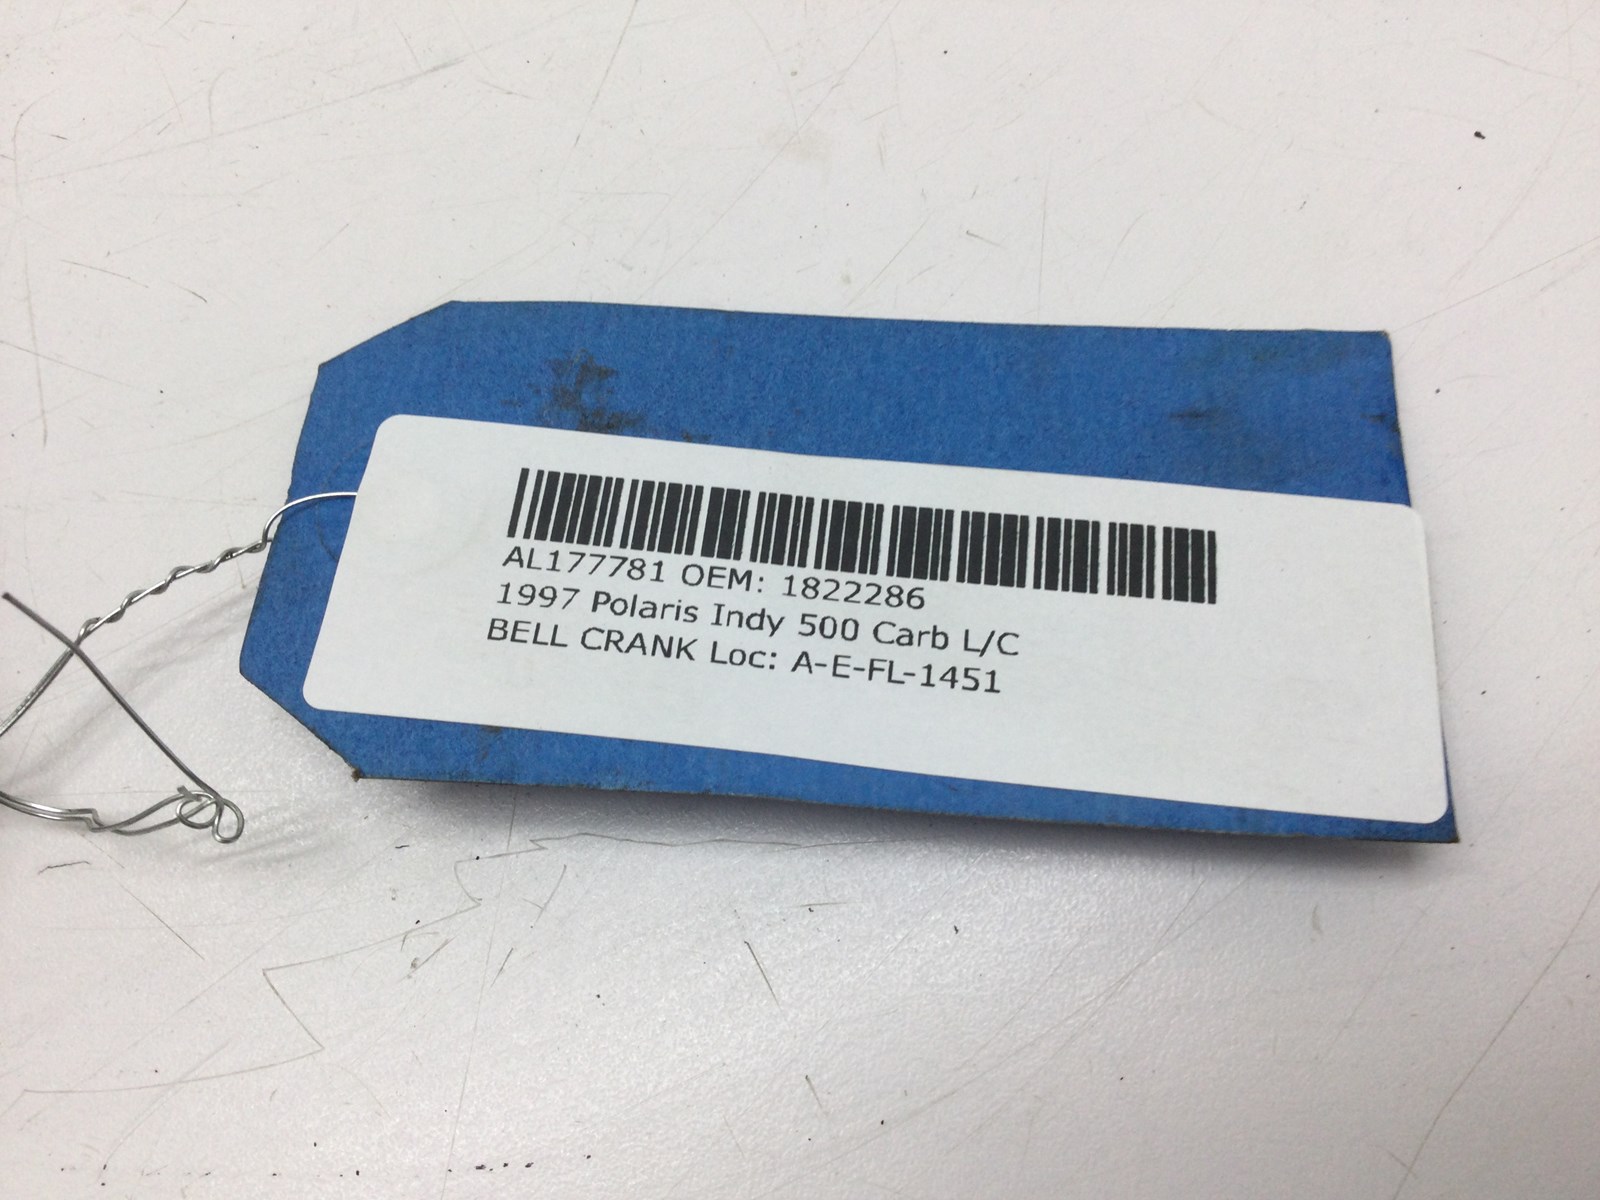 AL177781 OEM: 1822286
1997 Polaris Indy 500 Carb L/C
BELL CRANK Loc: A-E-FL-1451